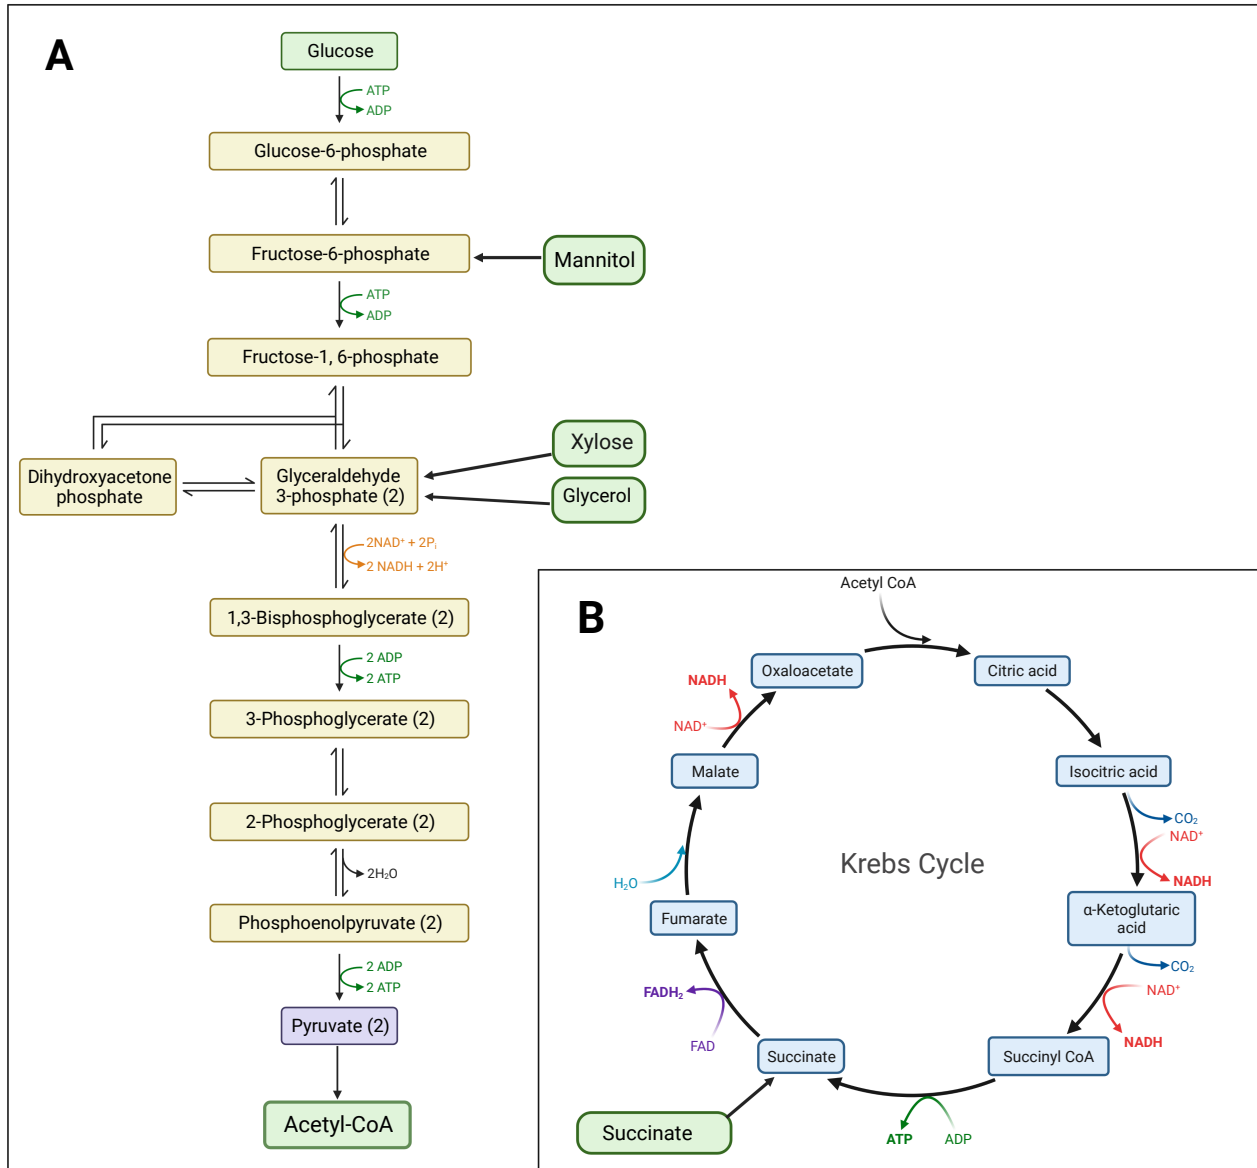 A
Glucose
ATP
ADP
Glucose-6-phosphate
Fructose-6-phosphate
Mannitol
ATP
ADP
Fructose-1, 6-phosphate
Xylose
Dihydroxyacetone
phosphate
Glyceraldehyde
3-phosphate (2)
Glycerol
2NAD⁺ + 2Pᵢ
2 NADH + 2H⁺
1,3-Bisphosphoglycerate (2)
2 ADP
2 ATP
3-Phosphoglycerate (2)
2-Phosphoglycerate (2)
2H₂O
Phosphoenolpyruvate (2)
2 ADP
2 ATP
Pyruvate (2)
Acetyl-CoA
B
Acetyl CoA
Oxaloacetate
Citric acid
NADH
NAD⁺
Malate
Isocitric acid
CO₂
NAD⁺
NADH
Krebs Cycle
H₂O
Fumarate
α-Ketoglutaric
acid
CO₂
FADH₂
NAD⁺
NADH
FAD
Succinate
Succinyl CoA
Succinate
ATP
ADP